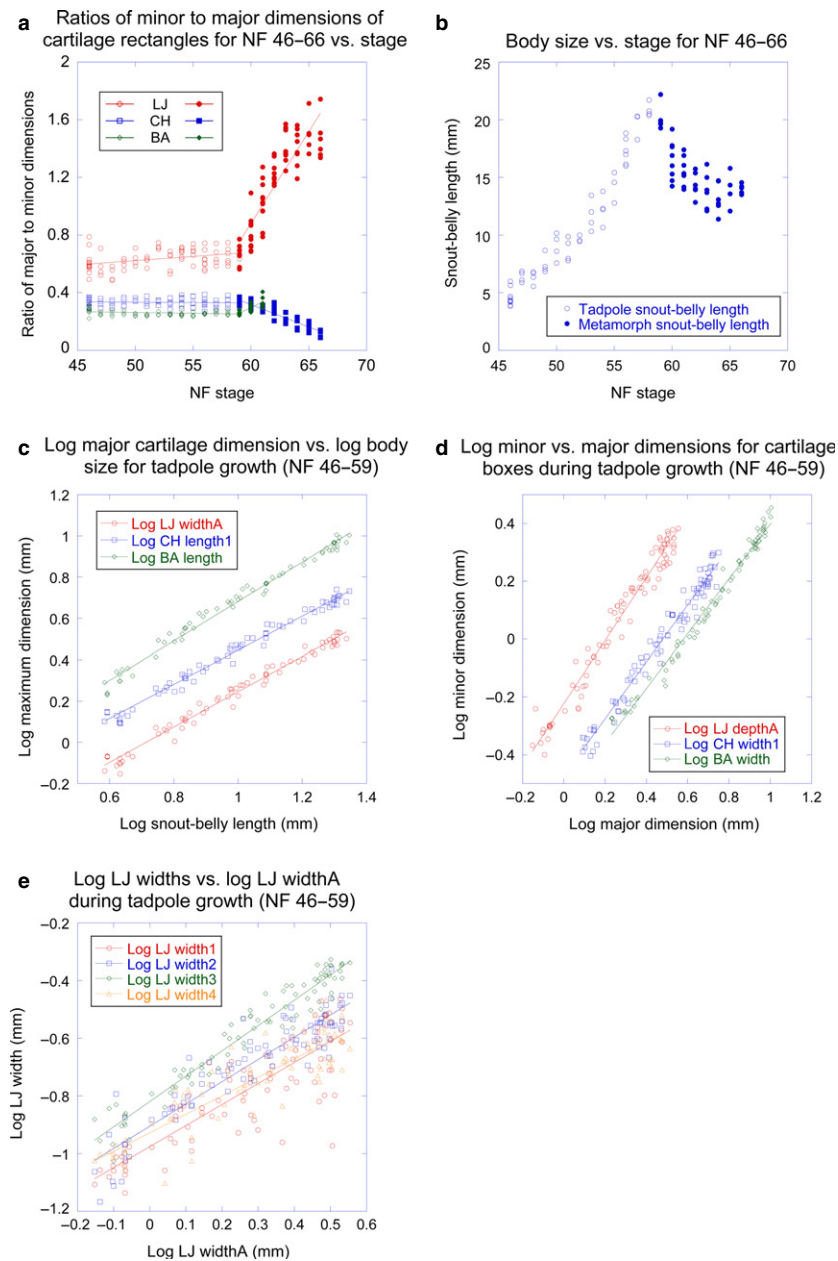 a
Ratios of minor to major dimensions of
cartilage rectangles for NF 46–66 vs. stage
2
1.6
1.2
0.8
0.4
0
Ratio of major to minor dimensions
LJ
CH
BA
45 50 55 60 65 70
NF stage
b
Body size vs. stage for NF 46–66
25
20
15
10
5
0
Snout-belly length (mm)
Tadpole snout-belly length
Metamorph snout-belly length
45 50 55 60 65 70
NF stage
c
Log major cartilage dimension vs. log body
size for tadpole growth (NF 46–59)
1.2
1
0.8
0.6
0.4
0.2
0
−0.2
Log maximum dimension (mm)
Log LJ widthA
Log CH length1
Log BA length
0.6 0.8 1 1.2 1.4
Log snout-belly length (mm)
d
Log minor vs. major dimensions for cartilage
boxes during tadpole growth (NF 46–59)
0.4
0.2
0
−0.2
−0.4
Log minor dimension (mm)
Log LJ depthA
Log CH width1
Log BA width
−0.2 0 0.2 0.4 0.6 0.8 1 1.2
Log major dimension (mm)
e
Log LJ widths vs. log LJ widthA
during tadpole growth (NF 46–59)
−0.2
−0.4
−0.6
−0.8
−1
−1.2
Log LJ width (mm)
Log LJ width1
Log LJ width2
Log LJ width3
Log LJ width4
−0.2 −0.1 0 0.1 0.2 0.3 0.4 0.5 0.6
Log LJ widthA (mm)